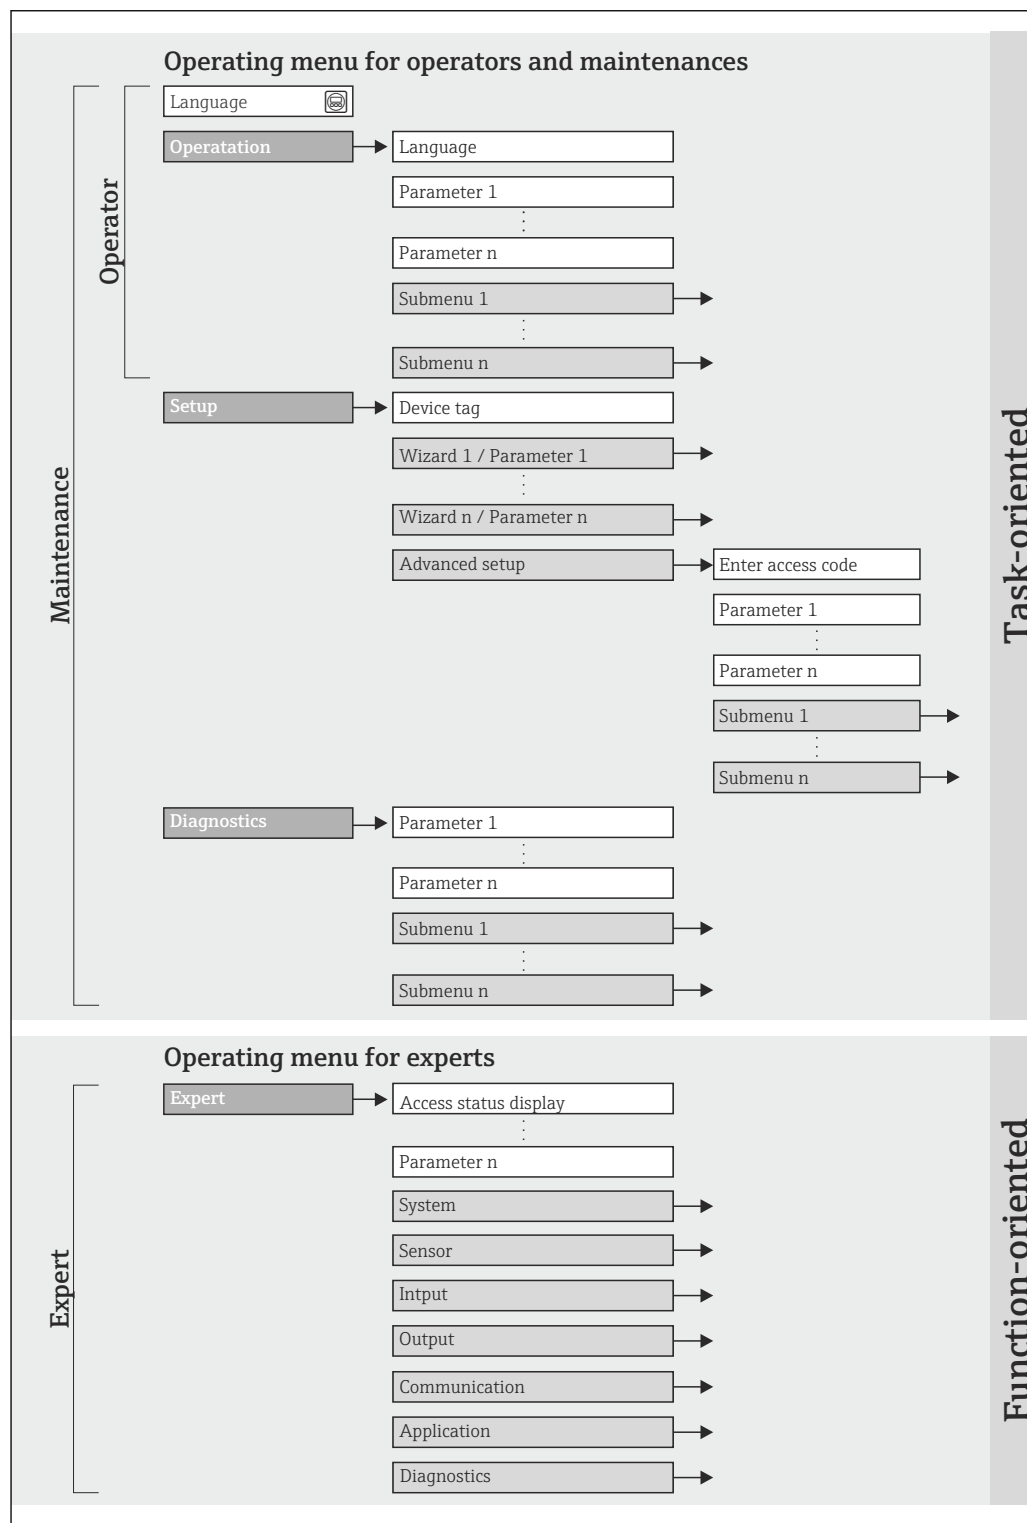 Operating menu for operators and maintenances
Language
Operatation
Language
Parameter 1
Parameter n
Submenu 1
Submenu n
Operator
Setup
Device tag
Wizard 1 / Parameter 1
Wizard n / Parameter n
Advanced setup
Enter access code
Parameter 1
Parameter n
Submenu 1
Submenu n
Maintenance
Task-oriented
Diagnostics
Parameter 1
Parameter n
Submenu 1
Submenu n
Operating menu for experts
Expert
Access status display
Parameter n
System
Sensor
Intput
Output
Communication
Application
Diagnostics
Expert
Function-oriented